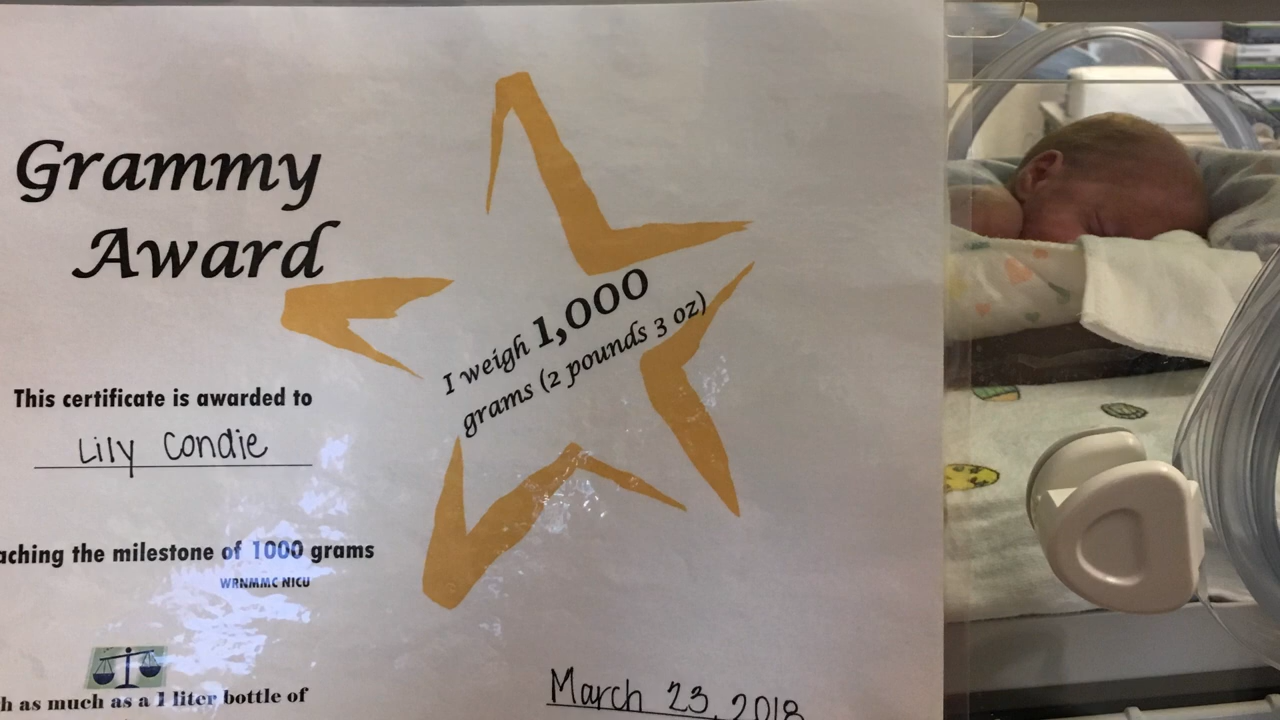 Grammy
Award
I weigh 1,000
grams (2 pounds 3 oz)
This certificate is awarded to
Lily Condie
aching the milestone of 1000 grams
WRNMMC NICU
h as much as a 1 liter bottle of
March 23, 2018